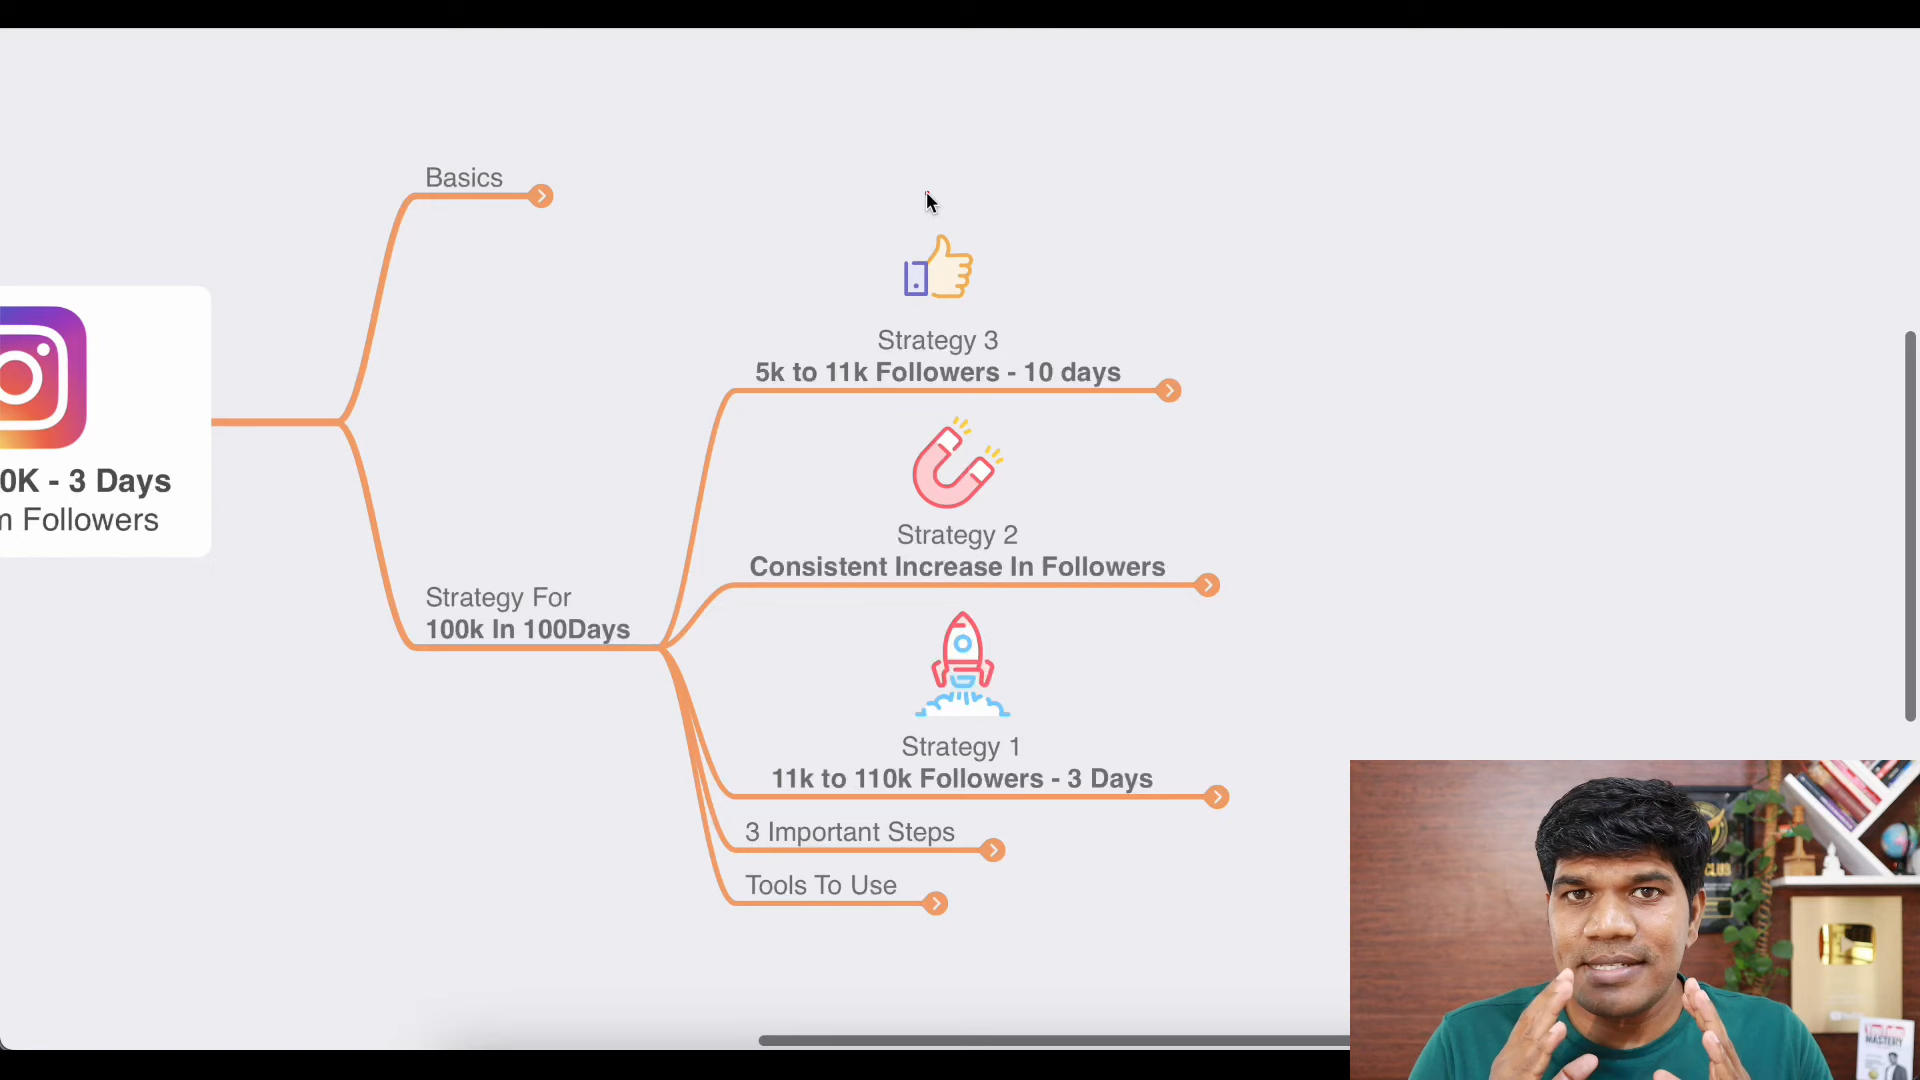 Basics
0K - 3 Days
m Followers
Strategy For
100k In 100Days
Strategy 3
5k to 11k Followers - 10 days
Strategy 2
Consistent Increase In Followers
Strategy 1
11k to 110k Followers - 3 Days
3 Important Steps
Tools To Use
CLUB
MASTERY